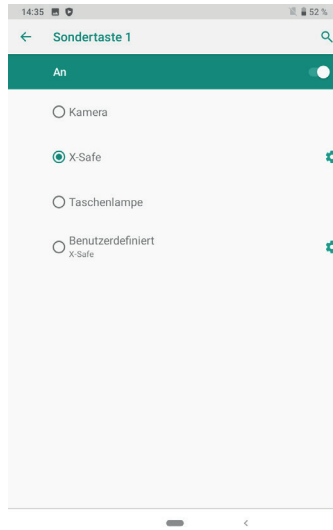 14:35
52 %
Sondertaste 1
An
Kamera
X-Safe
Taschenlampe
Benutzerdefiniert
X-Safe